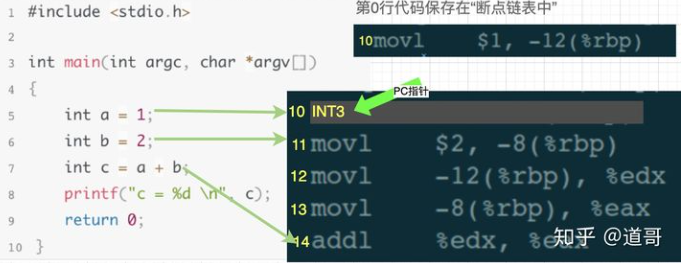 1 #include <stdio.h>
2
3 int main(int argc, char *argv[])
4 {
5 int a = 1;
6 int b = 2;
7 int c = a + b;
8 printf("c = %d \n", c);
9 return 0;
10 }
第0行代码保存在“断点链表中”
10 movl $1, -12(%rbp)
PC指针
10 INT3
11 movl $2, -8(%rbp)
12 movl -12(%rbp), %edx
13 movl -8(%rbp), %eax
14 addl %edx, %eax
知乎 @道哥